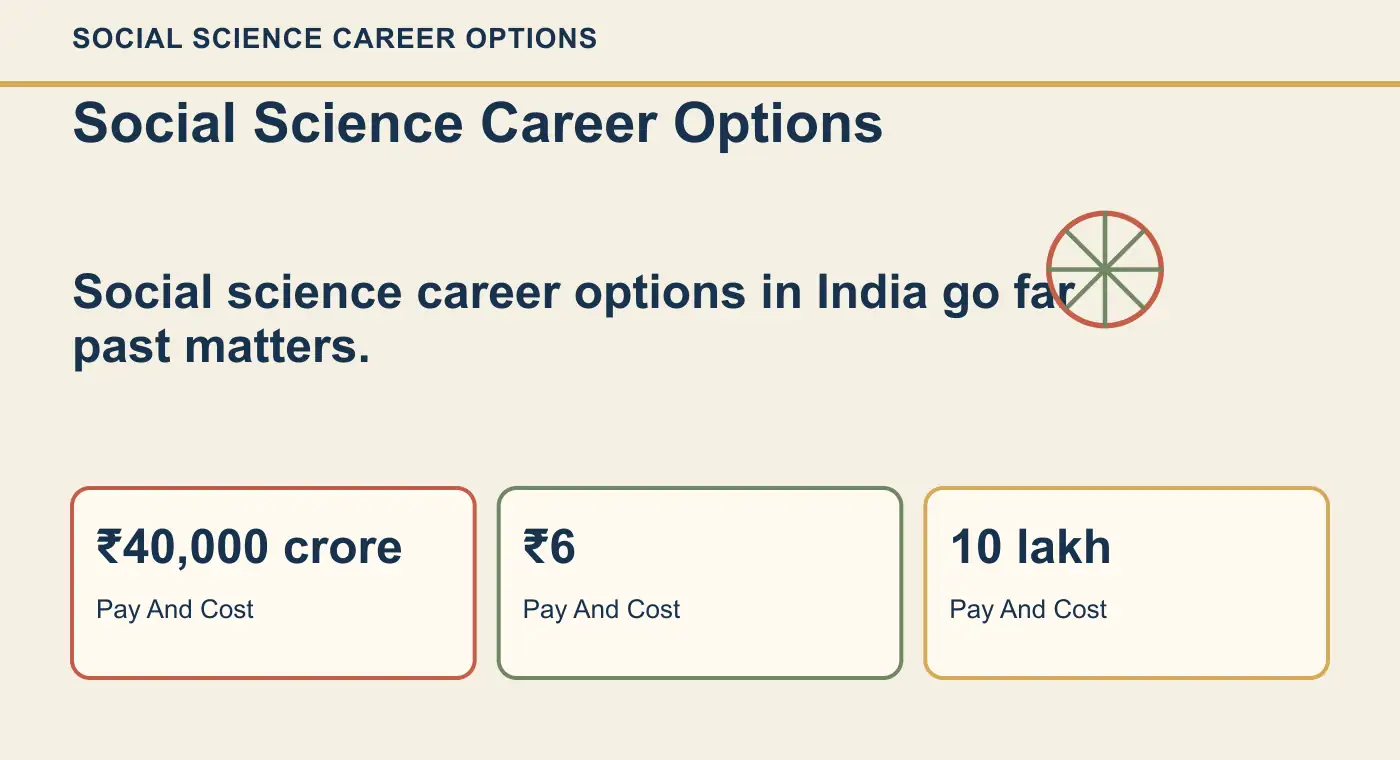 SOCIAL SCIENCE CAREER OPTIONS
Social Science Career Options
Social science career options in India go far
past matters.
₹40,000 crore
Pay And Cost
₹6
Pay And Cost
10 lakh
Pay And Cost